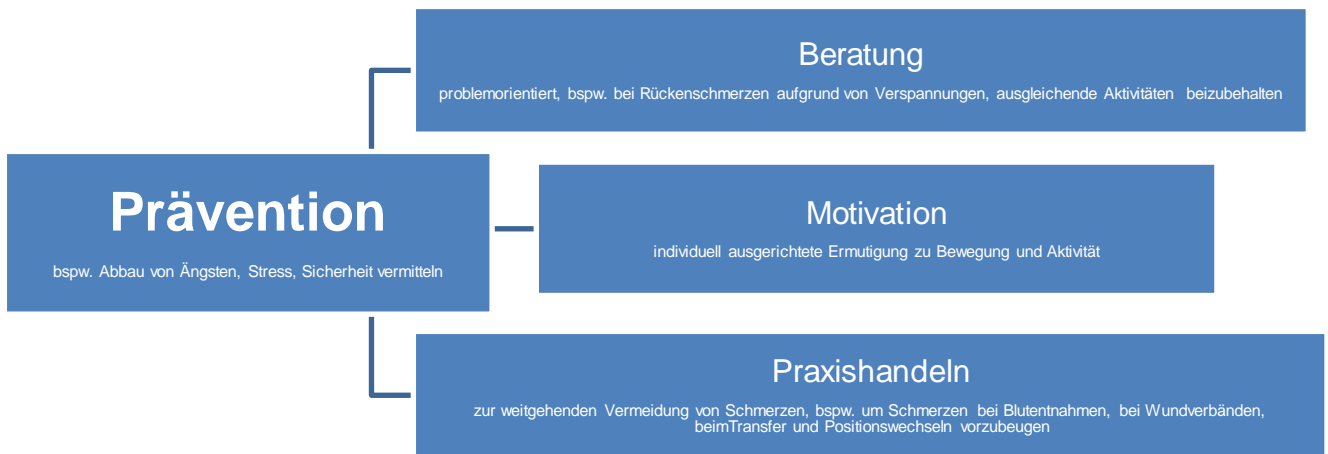 Beratung
problemorientiert, bspw. bei Rückenschmerzen aufgrund von Verspannungen, ausgleichende Aktivitäten beizubehalten
Prävention
bspw. Abbau von Ängsten, Stress, Sicherheit vermitteln
Motivation
individuell ausgerichtete Ermutigung zu Bewegung und Aktivität
Praxishandeln
zur weitgehenden Vermeidung von Schmerzen, bspw. um Schmerzen bei Blutentnahmen, bei Wundverbänden,
beimTransfer und Positionswechseln vorzubeugen